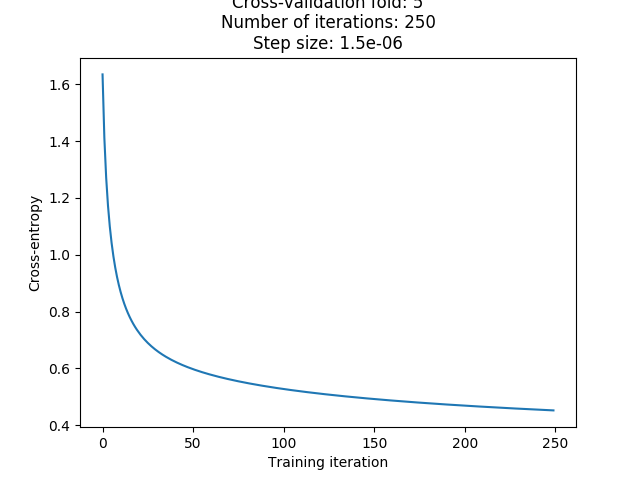 Cross-validation fold: 5
Number of iterations: 250
Step size: 1.5e-06
1.6
1.4
1.2
1.0
0.8
0.6
0.4
Cross-entropy
0 50 100 150 200 250
Training iteration